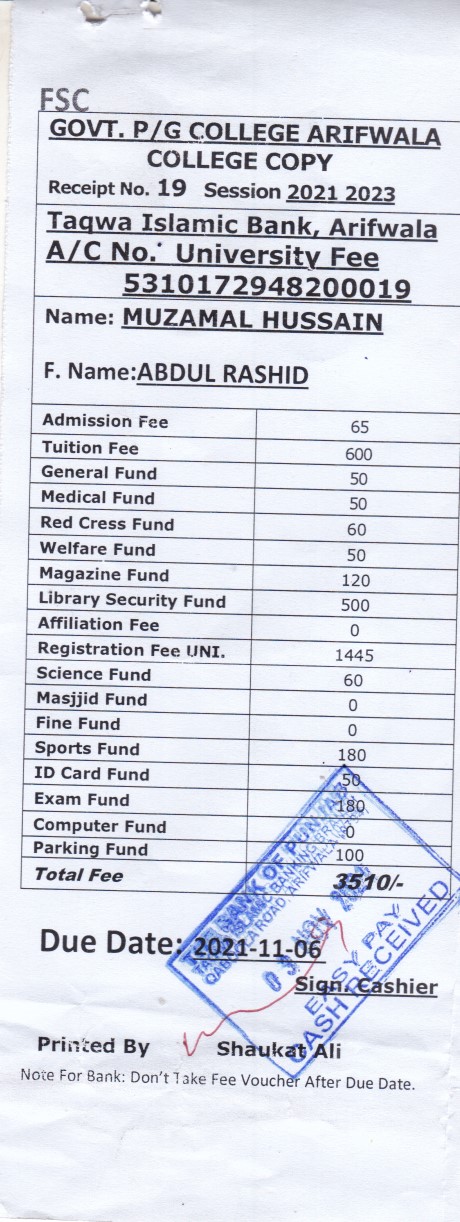 FSC
GOVT. P/G COLLEGE ARIFWALA
COLLEGE COPY
Receipt No. 19 Session 2021 2023
Taqwa Islamic Bank, Arifwala
A/C No. University Fee
5310172948200019
Name: MUZAMAL HUSSAIN
F. Name:ABDUL RASHID
Admission Fee 65
Tuition Fee 600
General Fund 50
Medical Fund 50
Red Cress Fund 60
Welfare Fund 50
Magazine Fund 120
Library Security Fund 500
Affiliation Fee 0
Registration Fee UNI. 1445
Science Fund 60
Masjjid Fund 0
Fine Fund 0
Sports Fund 180
ID Card Fund 50
Exam Fund 180
Computer Fund 0
Parking Fund 100
Total Fee 3510/-
THE BANK OF PUNJAB
TAQWA ISLAMIC BANKING BRANCH
ROAD, ARIFWALA
NOV
EASY PAY
CASH RECEIVED
Due Date: 2021-11-06
Sign. Cashier
Printed By Shaukat Ali
Note For Bank: Don't Take Fee Voucher After Due Date.